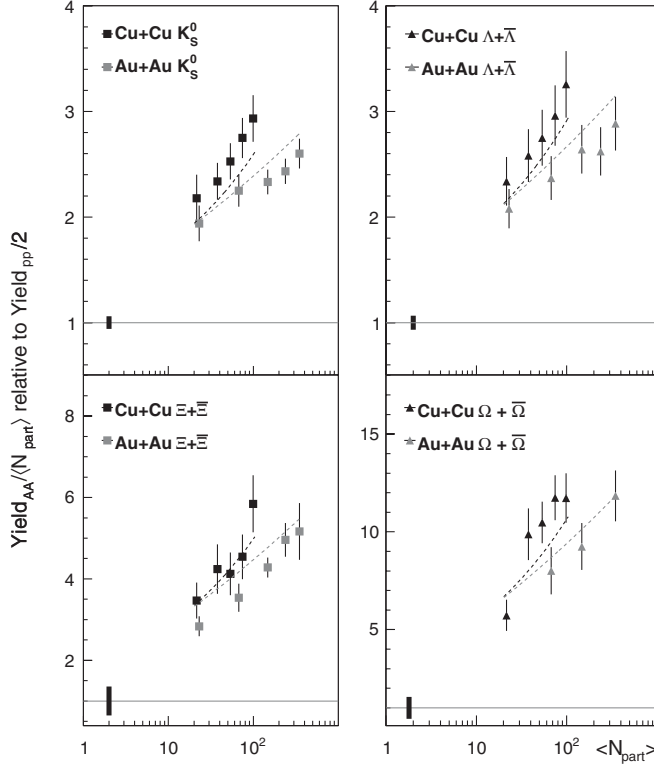 Yield_AA/⟨N_part⟩ relative to Yield_pp/2
4
3
2
1
Cu+Cu K⁰_S
Au+Au K⁰_S
4
3
2
1
Cu+Cu Λ+Λ̅
Au+Au Λ+Λ̅
8
6
4
2
Cu+Cu Ξ+Ξ̅
Au+Au Ξ+Ξ̅
1 10 10²
15
10
5
Cu+Cu Ω + Ω̅
Au+Au Ω + Ω̅
1 10 10² <N_part>